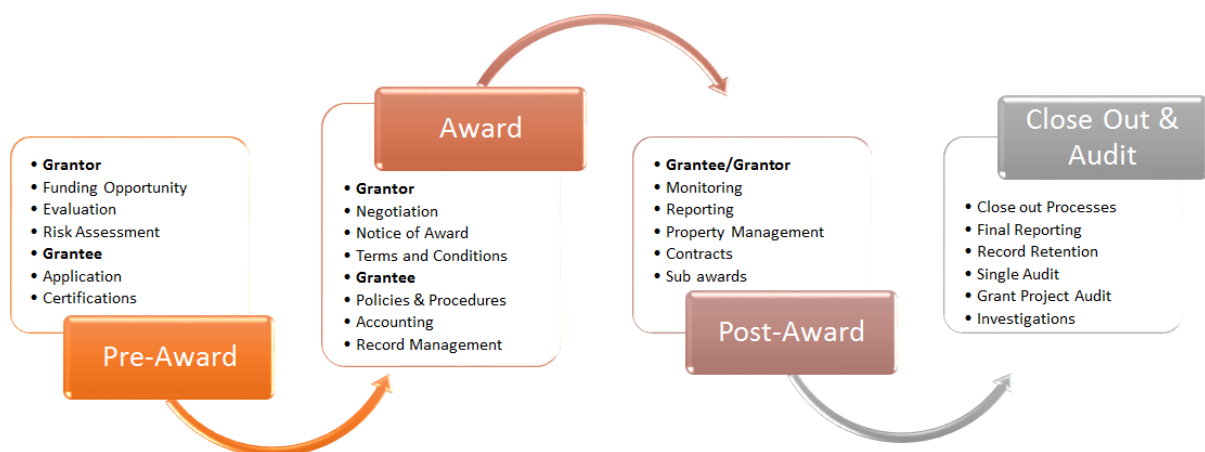 • Grantor
• Funding Opportunity
• Evaluation
• Risk Assessment
• Grantee
• Application
• Certifications
Pre-Award
Award
• Grantor
• Negotiation
• Notice of Award
• Terms and Conditions
• Grantee
• Policies & Procedures
• Accounting
• Record Management
• Grantee/Grantor
• Monitoring
• Reporting
• Property Management
• Contracts
• Sub awards
Post-Award
Close Out &
Audit
• Close out Processes
• Final Reporting
• Record Retention
• Single Audit
• Grant Project Audit
• Investigations